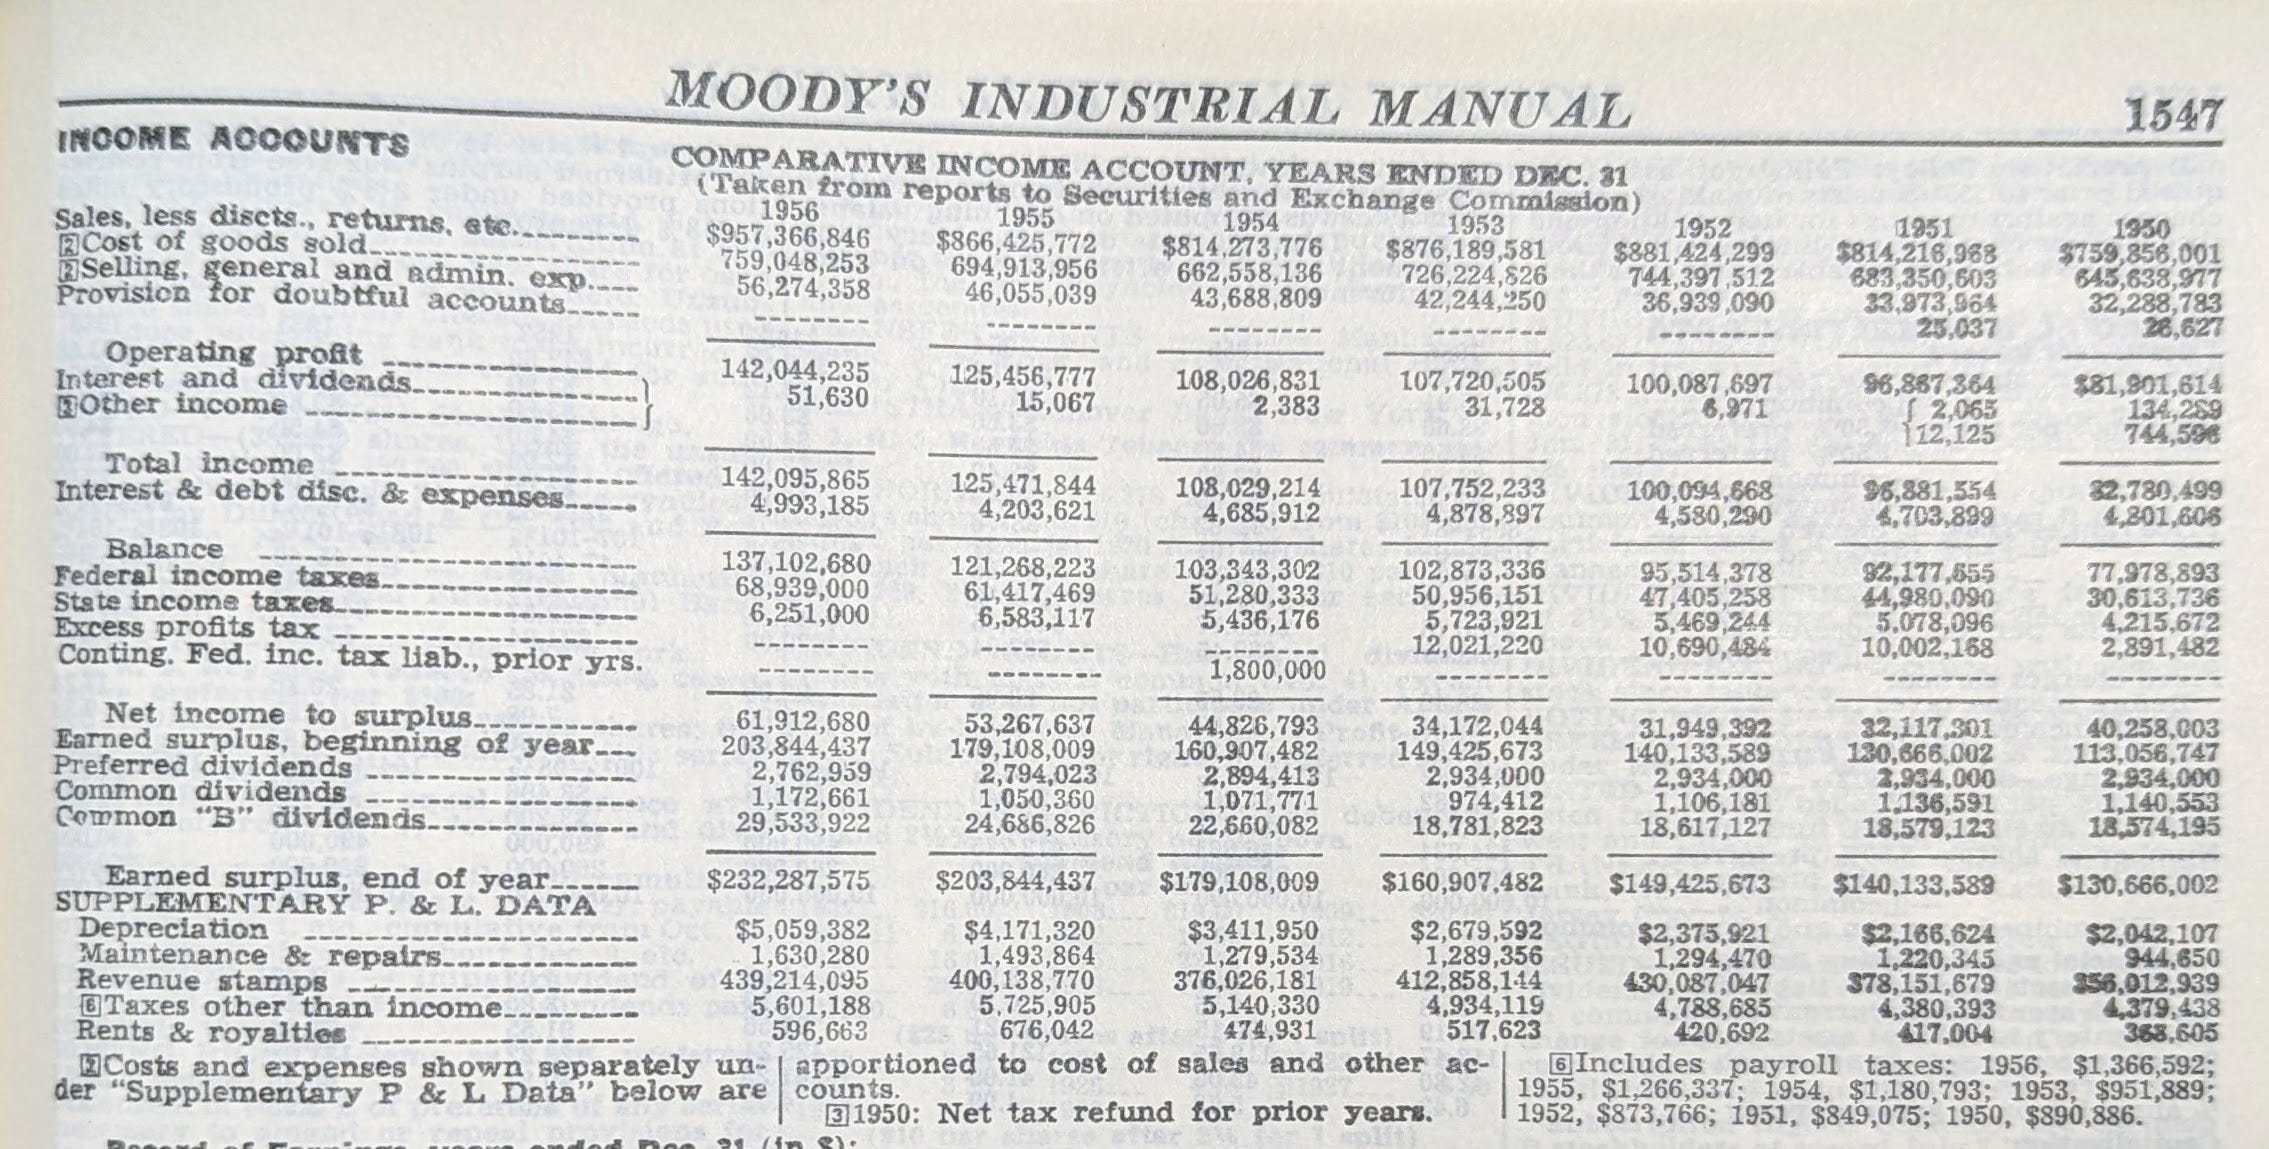 MOODY'S INDUSTRIAL MANUAL 1547
INCOME ACCOUNTS
COMPARATIVE INCOME ACCOUNT, YEARS ENDED DEC. 31
(Taken from reports to Securities and Exchange Commission)
1956 1955 1954 1953 1952 1951 1950
Sales, less discts., returns, etc. $957,366,846 $866,425,772 $814,273,776 $876,189,581 $881,424,299 $814,216,968 $759,856,001
[2]Cost of goods sold 759,048,253 694,913,956 662,558,136 726,224,826 744,397,512 683,350,603 645,638,977
[2]Selling, general and admin. exp. 56,274,358 46,055,039 43,688,809 42,244,250 36,939,090 33,973,964 32,288,783
Provision for doubtful accounts -------- -------- -------- -------- -------- 25,037 26,627
Operating profit 142,044,235 125,456,777 108,026,831 107,720,505 100,087,697 96,867,364 $81,901,614
Interest and dividends } 51,630 15,067 2,383 31,728 6,971 { 2,065 134,289
[3]Other income } { 12,125 744,596
Total income 142,095,865 125,471,844 108,029,214 107,752,233 100,094,668 96,881,554 82,780,499
Interest & debt disc. & expenses 4,993,185 4,203,621 4,685,912 4,878,897 4,580,290 4,703,899 4,801,606
Balance 137,102,680 121,268,223 103,343,302 102,873,336 95,514,378 92,177,655 77,978,893
Federal income taxes 68,939,000 61,417,469 51,280,333 50,956,151 47,405,258 44,980,090 30,613,736
State income taxes 6,251,000 6,583,117 5,436,176 5,723,921 5,469,244 5,078,096 4,215,672
Excess profits tax -------- -------- -------- 12,021,220 10,690,484 10,002,168 2,891,482
Conting. Fed. inc. tax liab., prior yrs. -------- -------- 1,800,000 -------- -------- -------- --------
Net income to surplus 61,912,680 53,267,637 44,826,793 34,172,044 31,949,392 32,117,301 40,258,003
Earned surplus, beginning of year 203,844,437 179,108,009 160,907,482 149,425,673 140,133,589 130,666,002 113,056,747
Preferred dividends 2,762,959 2,794,023 2,894,413 2,934,000 2,934,000 2,934,000 2,934,000
Common dividends 1,172,661 1,050,360 1,071,771 974,412 1,106,181 1,136,591 1,140,553
Common "B" dividends 29,533,922 24,686,826 22,660,082 18,781,823 18,617,127 18,579,123 18,574,195
Earned surplus, end of year $232,287,575 $203,844,437 $179,108,009 $160,907,482 $149,425,673 $140,133,589 $130,666,002
SUPPLEMENTARY P. & L. DATA
Depreciation $5,059,382 $4,171,320 $3,411,950 $2,679,592 $2,375,921 $2,166,624 $2,042,107
Maintenance & repairs 1,630,280 1,493,864 1,279,534 1,289,356 1,294,470 1,220,345 944,650
Revenue stamps 439,214,095 400,138,770 376,026,181 412,858,144 430,087,047 378,151,679 356,012,939
[6]Taxes other than income 5,601,188 5,725,905 5,140,330 4,934,119 4,788,685 4,380,393 4,379,438
Rents & royalties 596,663 676,042 474,931 517,623 420,692 417,004 368,605
[2]Costs and expenses shown separately un-
der "Supplementary P & L Data" below are
apportioned to cost of sales and other ac-
counts.
[3]1950: Net tax refund for prior years.
[6]Includes payroll taxes: 1956, $1,366,592;
1955, $1,266,337; 1954, $1,180,793; 1953, $951,889;
1952, $873,766; 1951, $849,075; 1950, $890,886.
Record of Earnings, years ended Dec. 31 (in $):